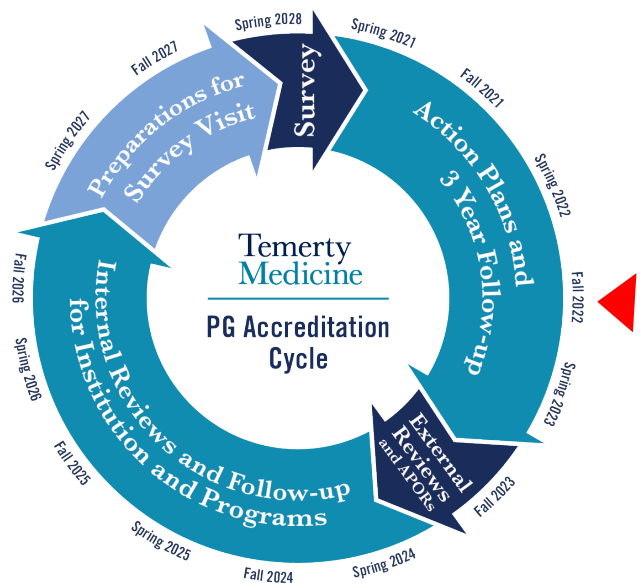 Spring 2028
Spring 2021
Fall 2021
Spring 2022
Fall 2022
Spring 2023
Fall 2023
Spring 2024
Fall 2024
Spring 2025
Fall 2025
Spring 2026
Fall 2026
Spring 2027
Fall 2027
Survey
Action Plans and
3 Year Follow-up
External
Reviews
and APORs
Internal Reviews and Follow-up
for Institution and Programs
Preparations for
Survey Visit
Temerty
Medicine
PG Accreditation
Cycle